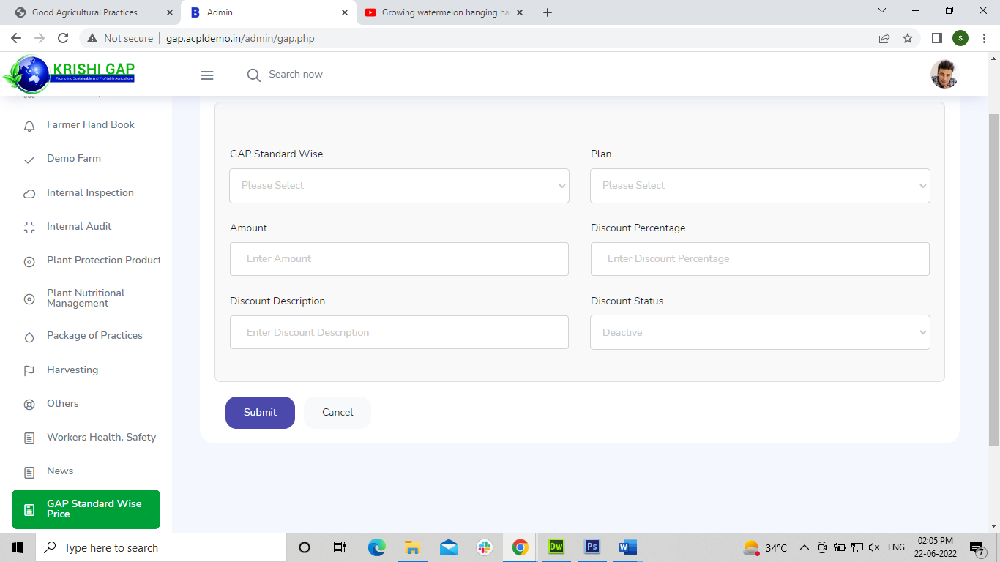 Good Agricultural Practices
Admin
Growing watermelon hanging ha
Not secure
gap.acpldemo.in/admin/gap.php
S
KRISHI GAP
Promoting Sustainable and Profitable Agriculture
Search now
Farmer Hand Book
Demo Farm
Internal Inspection
Internal Audit
Plant Protection Product
Plant Nutritional
Management
Package of Practices
Harvesting
Others
Workers Health, Safety
News
GAP Standard Wise
Price
GAP Standard Wise
Plan
Please Select
Please Select
Amount
Discount Percentage
Enter Amount
Enter Discount Percentage
Discount Description
Discount Status
Enter Discount Description
Deactive
Submit
Cancel
Type here to search
Dw
Ps
W
34°C
ENG
02:05 PM
22-06-2022
7